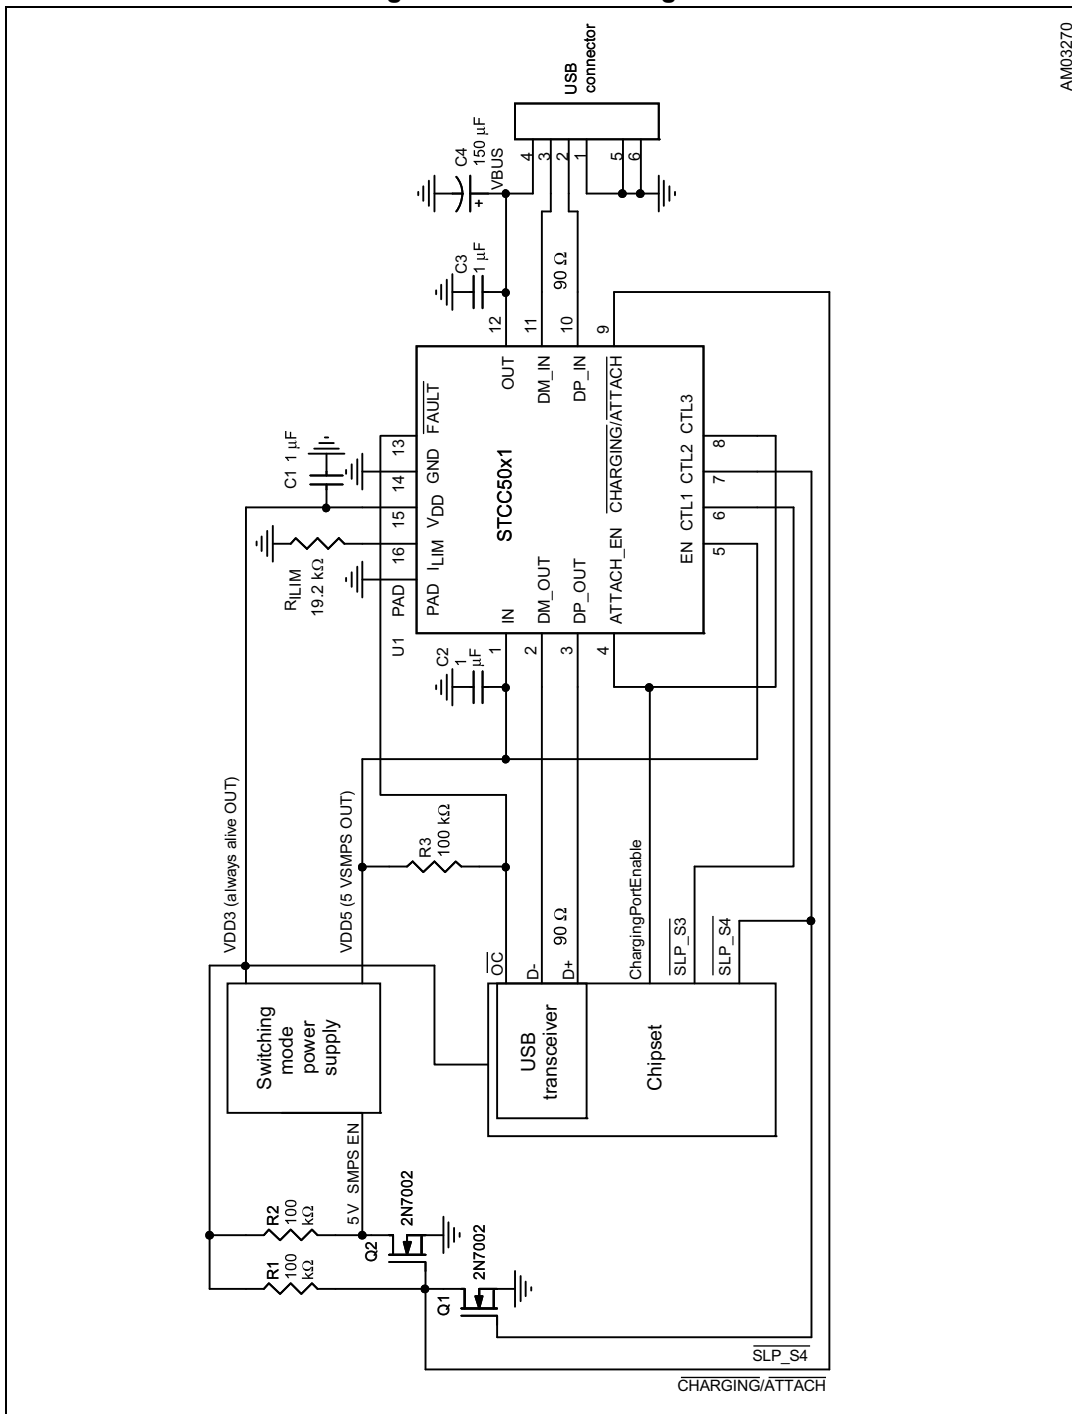 AM03270
USB
connector
C4
150 µF
VBUS
+
4
3
2
1
5
6
C3
1 µF
90 Ω
12
11
10
9
OUT
DM_IN
DP_IN
CHARGING/ATTACH
C1 1 µF
13
14
15
16
PAD
FAULT
GND
VDD
ILIM
PAD
RILIM
19.2 kΩ
U1
STCC50x1
EN
CTL1
CTL2
CTL3
5
6
7
8
IN
DM_OUT
DP_OUT
ATTACH_EN
1
2
3
4
C2
1
µF
VDD3 (always alive OUT)
VDD5 (5 VSMPS OUT)
R3
100 kΩ
OC
D-
D+
90 Ω
ChargingPortEnable
SLP_S3
SLP_S4
Switching
mode
power
supply
USB
transceiver
Chipset
5V SMPS EN
R2
100
kΩ
R1
100
kΩ
Q2
2N7002
Q1
2N7002
SLP_S4
CHARGING/ATTACH